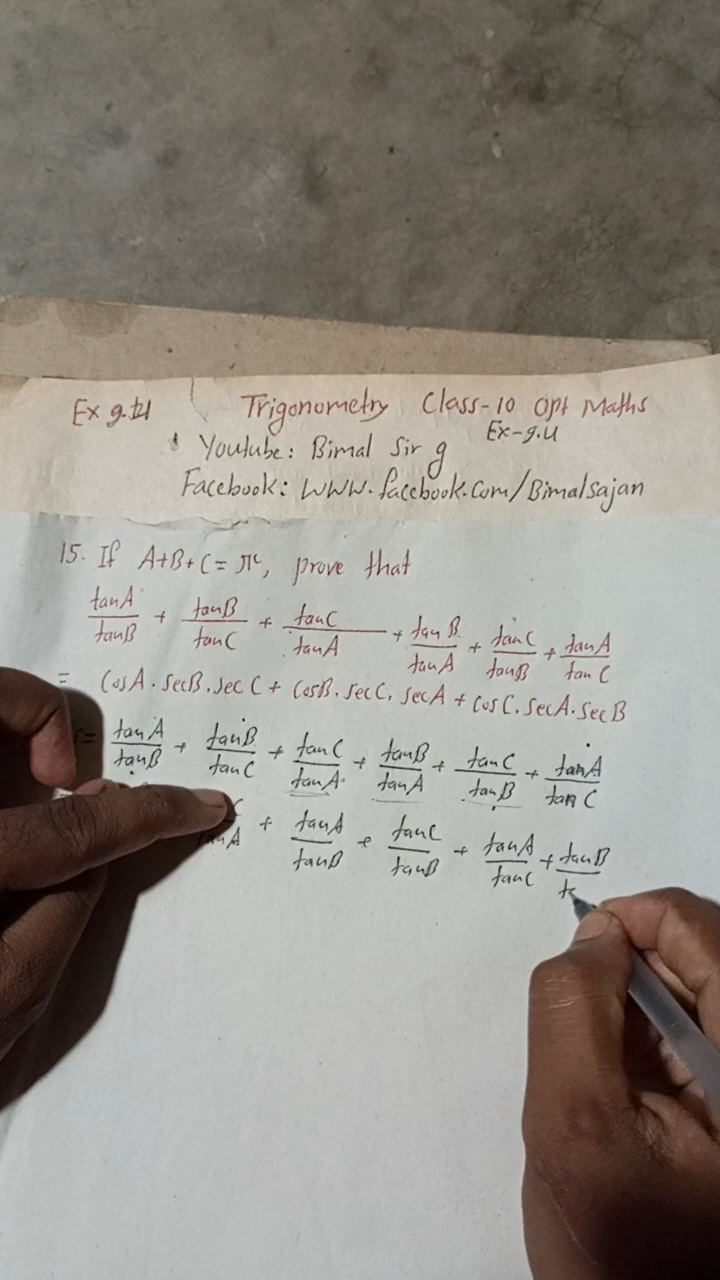 Ex 9.4 Trigonometry Class-10 Opt Maths
Ex-9.4
Youtube: Bimal Sir g
Facebook: WWW.facebook.Com/Bimalsajan
15. If A+B+C = πᶜ, prove that
tanA/tanB + tanB/tanC + tanC/tanA + tanB/tanA + tanC/tanB + tanA/tanC
= CosA. SecB. Sec C + CosB. SecC. SecA + CosC. SecA. SecB
= tanA/tanB + tanB/tanC + tanC/tanA + tanB/tanA + tanC/tanB + tanA/tanC
+ tanA/tanB + tanC/tanB + tanA/tanC + tanB/t